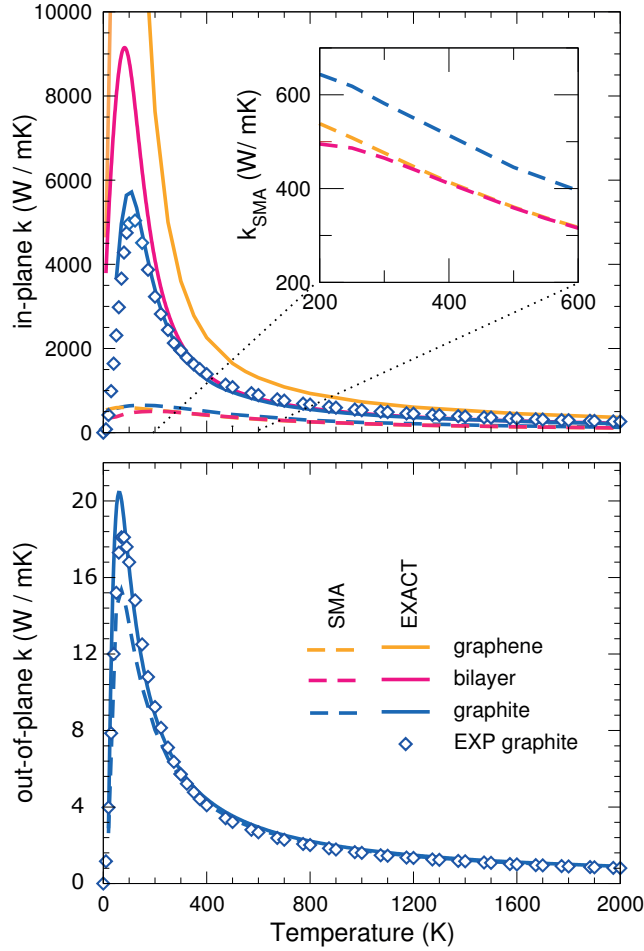 10000
8000
6000
4000
2000
0
in-plane k (W / mK)
600
400
200
k_SMA (W/ mK)
200
400
600
20
16
12
8
4
0
out-of-plane k (W / mK)
SMA
EXACT
graphene
bilayer
graphite
EXP graphite
0
400
800
1200
1600
2000
Temperature (K)